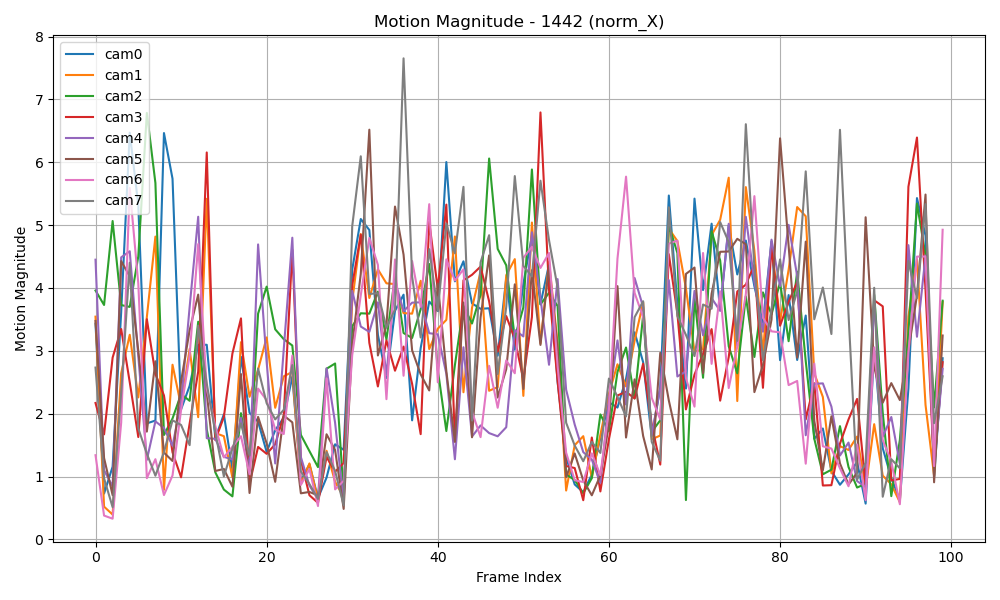 Motion Magnitude - 1442 (norm_X)
Motion Magnitude
8
7
6
5
4
3
2
1
0
cam0
cam1
cam2
cam3
cam4
cam5
cam6
cam7
0 20 40 60 80 100
Frame Index